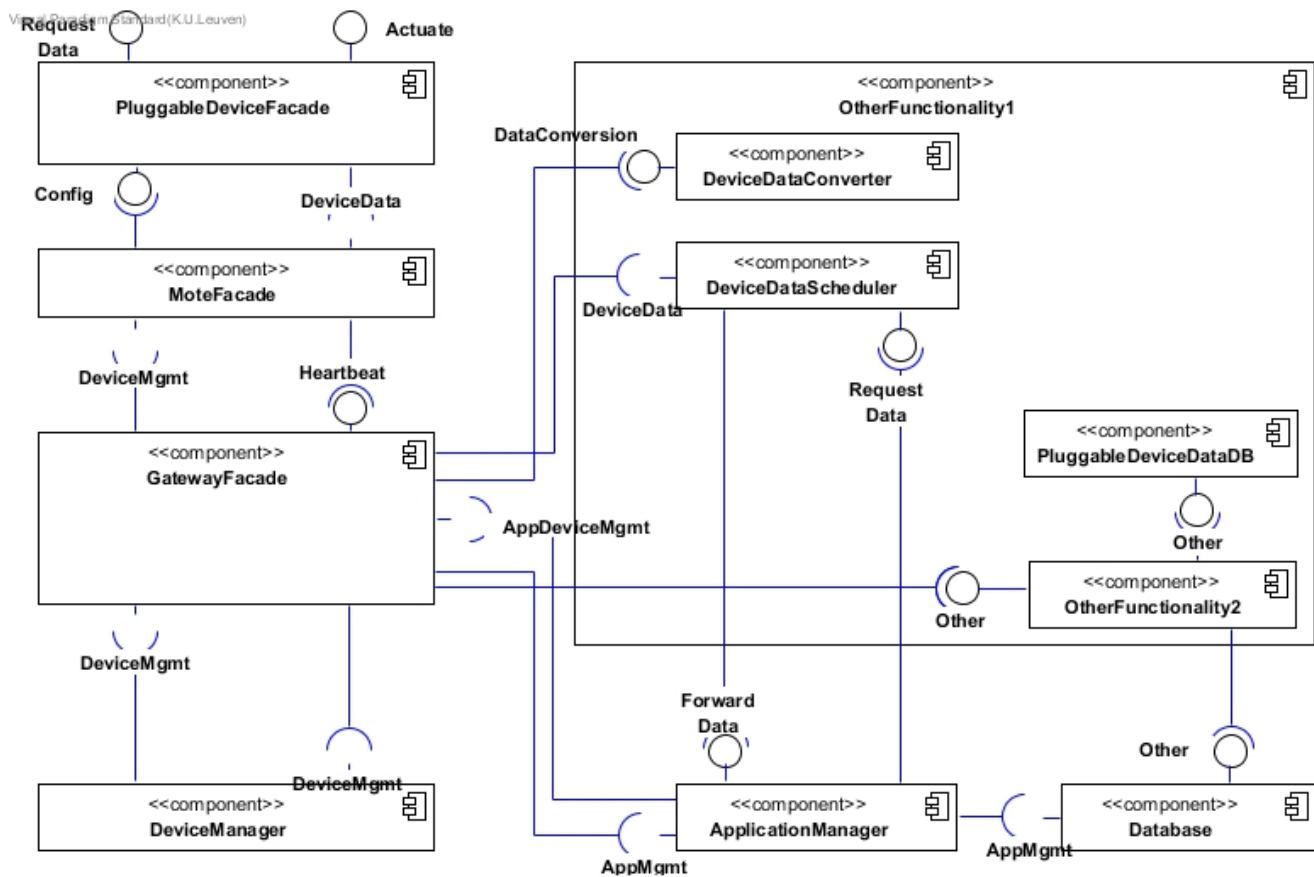 Visual Paradigm Standard(K.U.Leuven)
Request
Data
Actuate
<<component>>
PluggableDeviceFacade
<<component>>
OtherFunctionality1
DataConversion
<<component>>
DeviceDataConverter
Config
DeviceData
<<component>>
MoteFacade
<<component>>
DeviceDataScheduler
DeviceData
DeviceMgmt
Heartbeat
Request
Data
<<component>>
GatewayFacade
<<component>>
PluggableDeviceDataDB
AppDeviceMgmt
Other
<<component>>
OtherFunctionality2
Other
DeviceMgmt
Forward
Data
Other
DeviceMgmt
<<component>>
DeviceManager
<<component>>
ApplicationManager
<<component>>
Database
AppMgmt
AppMgmt